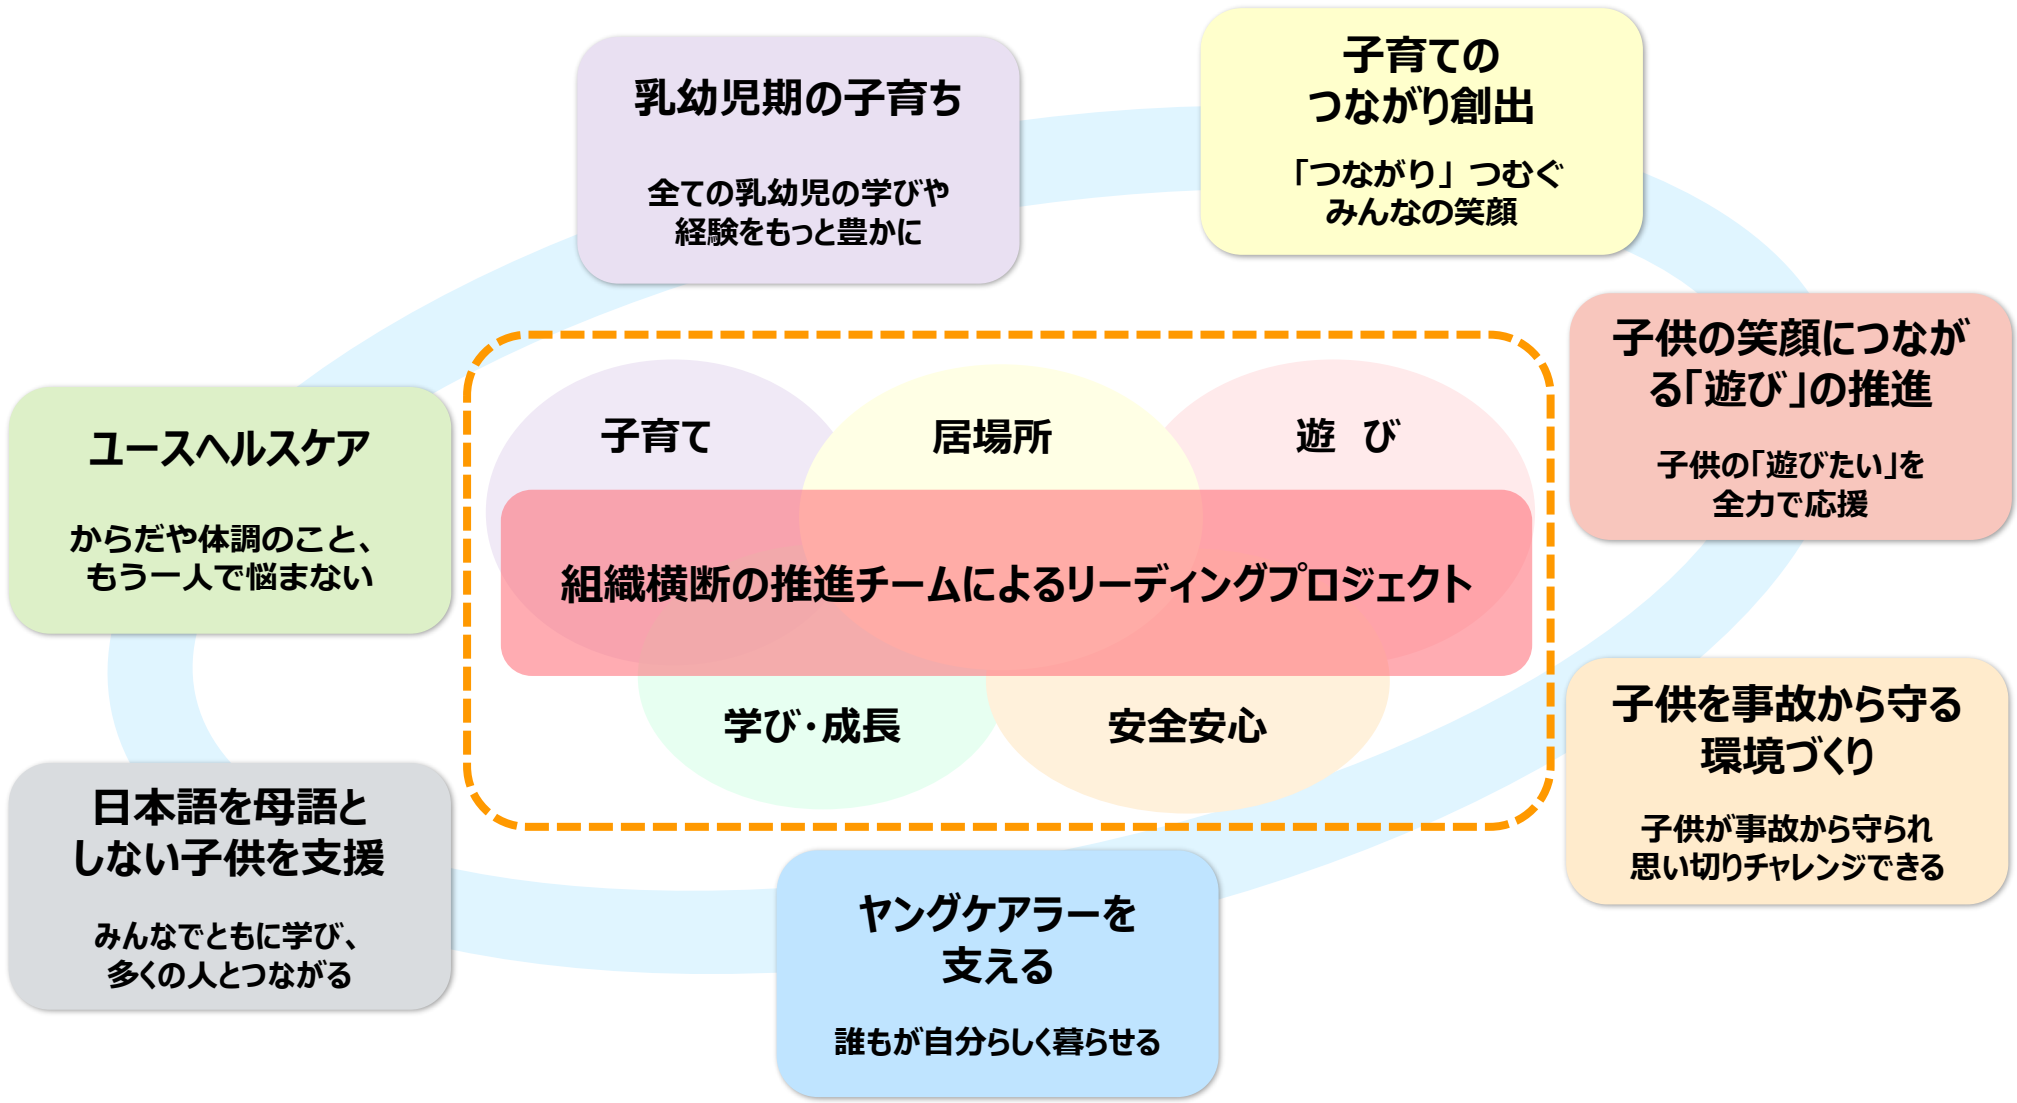 乳幼児期の子育ち
全ての乳幼児の学びや
経験をもっと豊かに
子育ての
つながり創出
「つながり」つむぐ
みんなの笑顔
子供の笑顔につなが
る「遊び」の推進
子供の「遊びたい」を
全力で応援
ユースヘルスケア
からだや体調のこと、
もう一人で悩まない
子育て
居場所
遊 び
組織横断の推進チームによるリーディングプロジェクト
学び・成長
安全安心
子供を事故から守る
環境づくり
子供が事故から守られ
思い切りチャレンジできる
日本語を母語と
しない子供を支援
みんなでともに学び、
多くの人とつながる
ヤングケアラーを
支える
誰もが自分らしく暮らせる